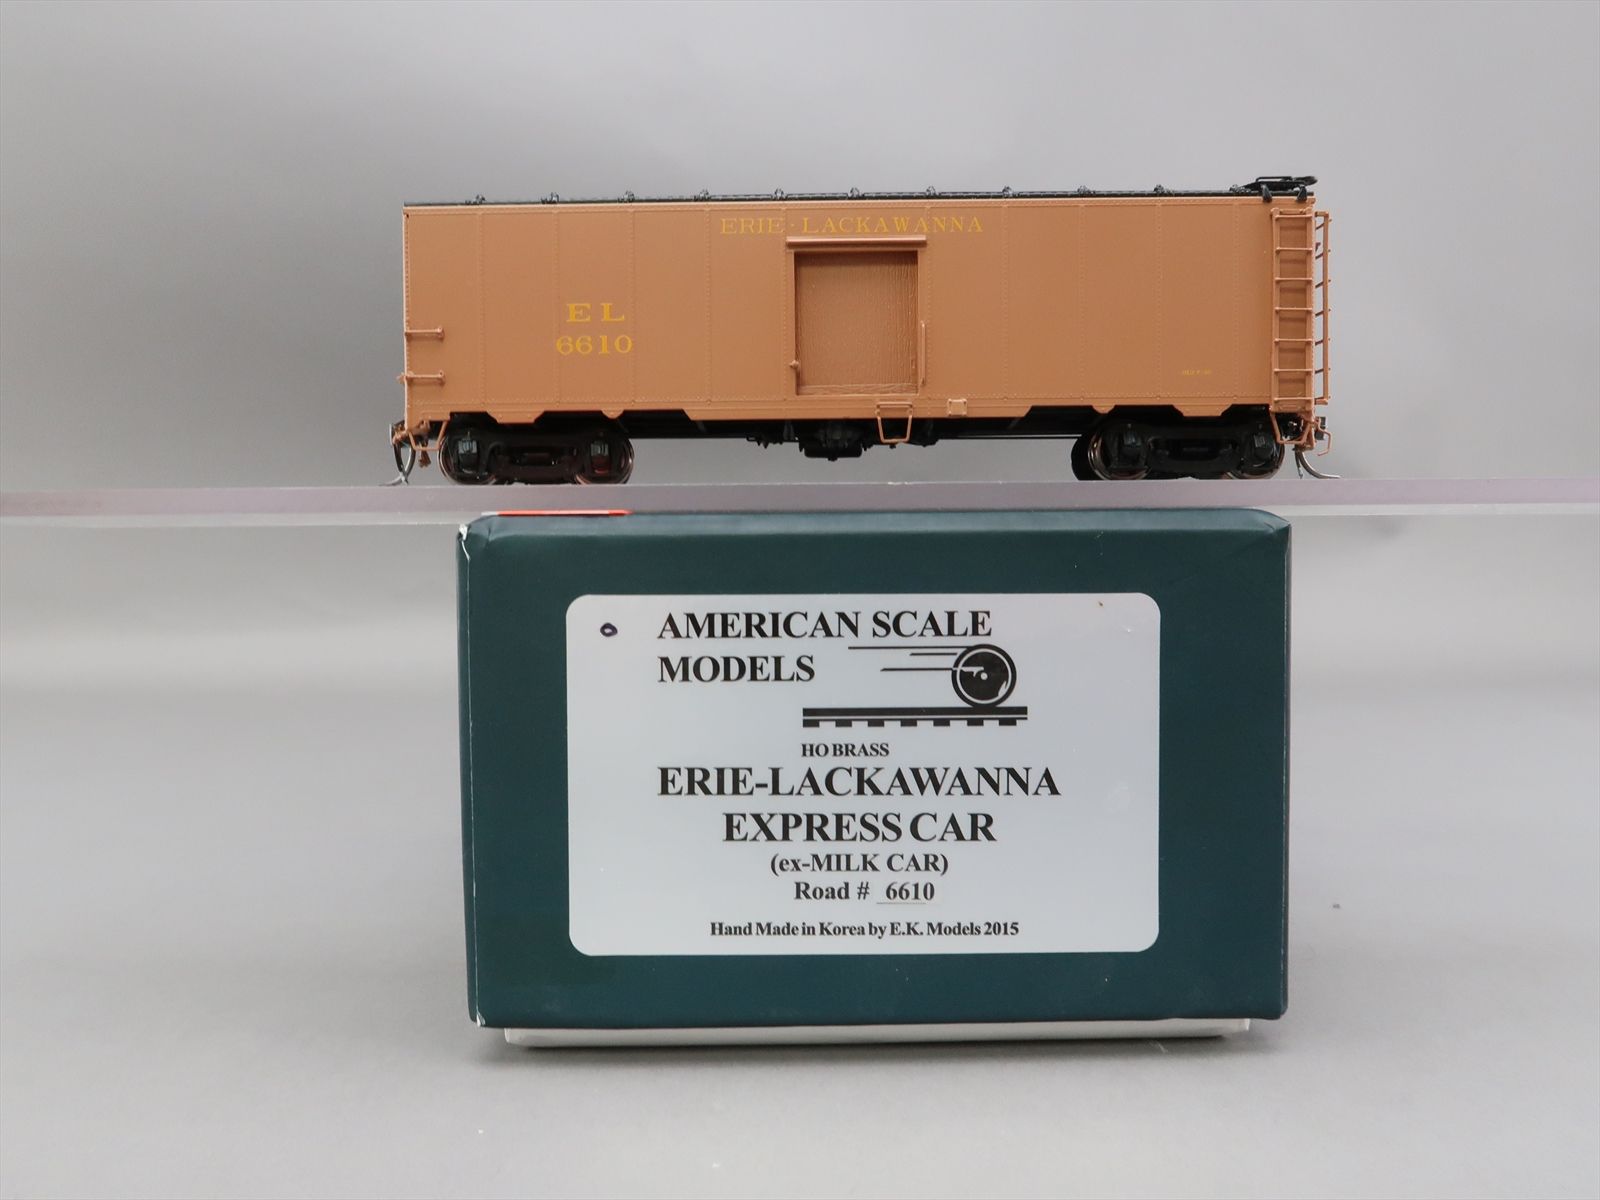 ERIE · LACKAWANNA
EL
6610
AMERICAN SCALE
MODELS
HO BRASS
ERIE-LACKAWANNA
EXPRESS CAR
(ex-MILK CAR)
Road # 6610
Hand Made in Korea by E.K. Models 2015